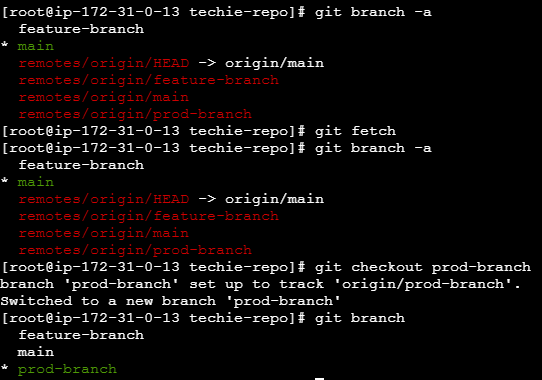 [root@ip-172-31-0-13 techie-repo]# git branch -a
  feature-branch
* main
  remotes/origin/HEAD -> origin/main
  remotes/origin/feature-branch
  remotes/origin/main
  remotes/origin/prod-branch
[root@ip-172-31-0-13 techie-repo]# git fetch
[root@ip-172-31-0-13 techie-repo]# git branch -a
  feature-branch
* main
  remotes/origin/HEAD -> origin/main
  remotes/origin/feature-branch
  remotes/origin/main
  remotes/origin/prod-branch
[root@ip-172-31-0-13 techie-repo]# git checkout prod-branch
branch 'prod-branch' set up to track 'origin/prod-branch'.
Switched to a new branch 'prod-branch'
[root@ip-172-31-0-13 techie-repo]# git branch
  feature-branch
  main
* prod-branch